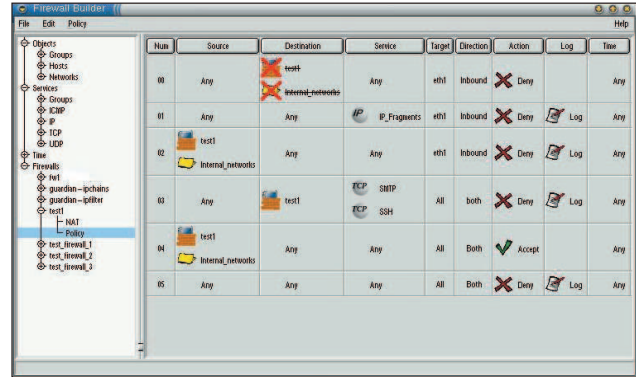 Firewall Builder
File Edit Policy Help
Objects
Groups
Hosts
Networks
Services
Groups
ICMP
IP
TCP
UDP
Time
Firewalls
fw1
guardian-ipchains
guardian-ipfilter
test1
NAT
Policy
test_firewall_1
test_firewall_2
test_firewall_3
Num Source Destination Service Target Direction Action Log Time
00 Any test1 Internal_networks Any eth1 Inbound Deny Any
01 Any Any IP IP_Fragments eth1 Inbound Deny Log Any
02 test1 Internal_networks Any Any eth1 Inbound Deny Log Any
03 Any test1 TCP SMTP TCP SSH All both Deny Log Any
04 test1 Internal_networks Any Any All Both Accept Any
05 Any Any Any All Both Deny Log Any